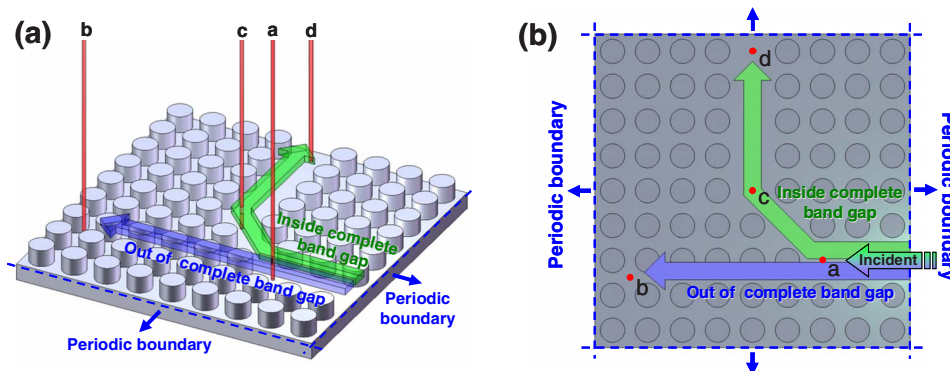 (a)
b
c
a
d
Inside complete
band gap
Out of complete band gap
Periodic
boundary
Periodic boundary
(b)
d
c
Inside complete
band gap
Incident
a
b
Out of complete band gap
Periodic boundary
Periodic boundary